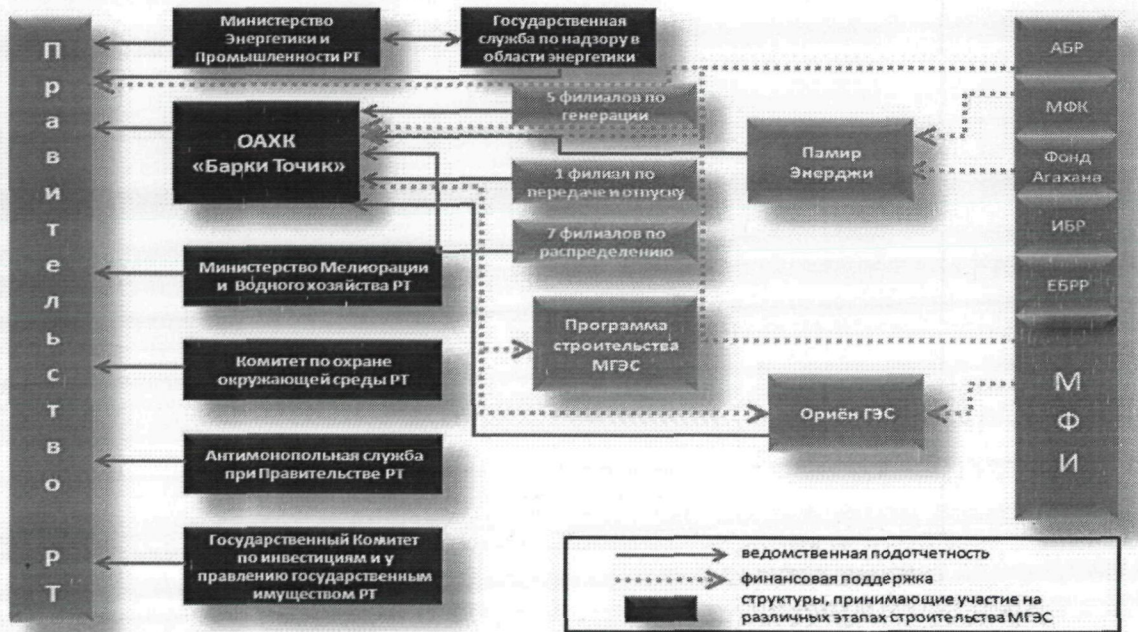 Правительство РТ
Министерство
Энергетики и
Промышленности РТ
Государственная
служба по надзору в
области энергетики
ОАХК
«Барки Точик»
5 филиалов по
генерации
1 филиал по
передаче и отпуску
7 филиалов по
распределению
Памир
Энерджи
Министерство Мелиорации
и Водного хозяйства РТ
Программа
строительства
МГЭС
Комитет по охране
окружающей среды РТ
Ориён ГЭС
Антимонопольная служба
при Правительстве РТ
Государственный Комитет
по инвестициям и у
правлению государственным
имуществом РТ
АБР
МФК
Фонд
Агахана
ИБР
ЕБРР
МФИ
ведомственная подотчетность
финансовая поддержка
структуры, принимающие участие на
различных этапах строительства МГЭС